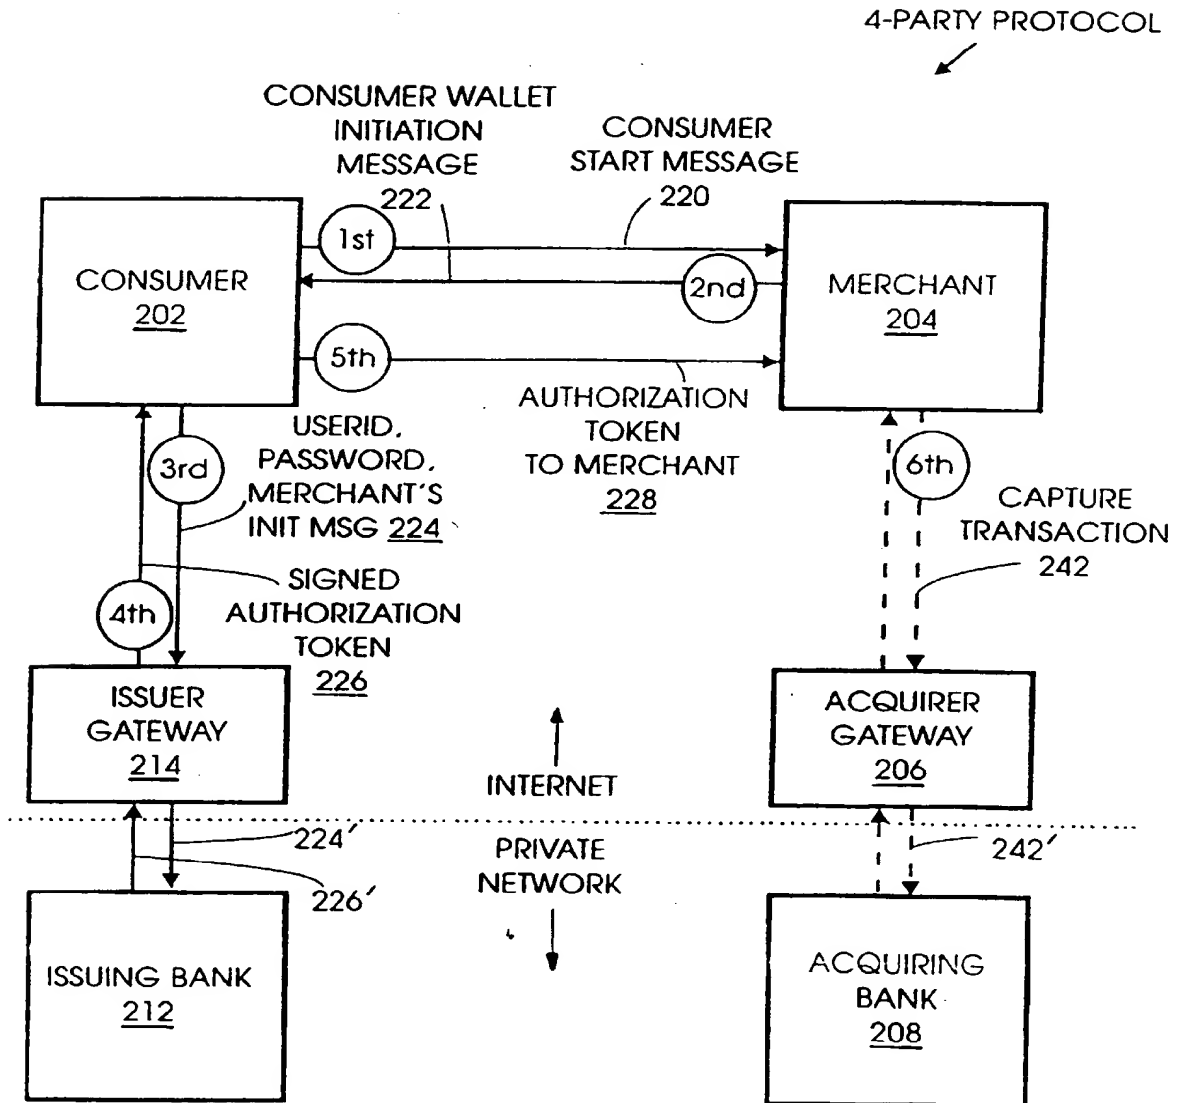 4-PARTY PROTOCOL
CONSUMER WALLET
INITIATION
MESSAGE
222
CONSUMER
START MESSAGE
220
1st
CONSUMER
202
2nd
MERCHANT
204
5th
AUTHORIZATION
TOKEN
TO MERCHANT
228
USERID,
PASSWORD,
MERCHANT'S
INIT MSG 224
3rd
6th
CAPTURE
TRANSACTION
242
4th
SIGNED
AUTHORIZATION
TOKEN
226
ISSUER
GATEWAY
214
ACQUIRER
GATEWAY
206
INTERNET
224′
226′
PRIVATE
NETWORK
242′
ISSUING BANK
212
ACQUIRING
BANK
208